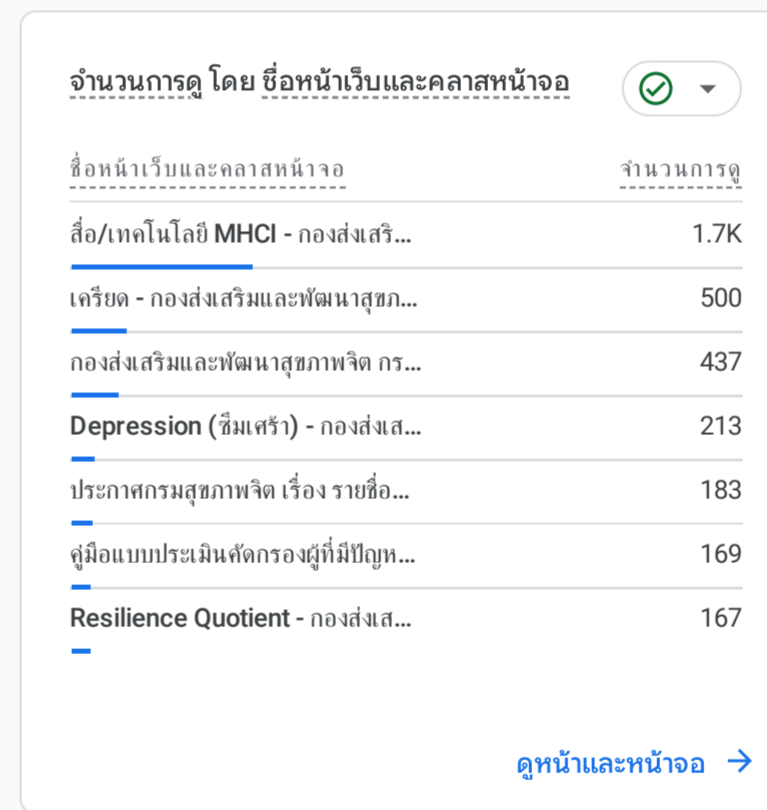 จำนวนการดู โดย ชื่อหน้าเว็บและคลาสหน้าจอ
ชื่อหน้าเว็บและคลาสหน้าจอ จำนวนการดู
สื่อ/เทคโนโลยี MHCI - กองส่งเสริ... 1.7K
เครียด - กองส่งเสริมและพัฒนาสุขภ... 500
กองส่งเสริมและพัฒนาสุขภาพจิต กร... 437
Depression (ซึมเศร้า) - กองส่งเส... 213
ประกาศกรมสุขภาพจิต เรื่อง รายชื่อ... 183
คู่มือแบบประเมินคัดกรองผู้ที่มีปัญห... 169
Resilience Quotient - กองส่งเส... 167
ดูหน้าและหน้าจอ →